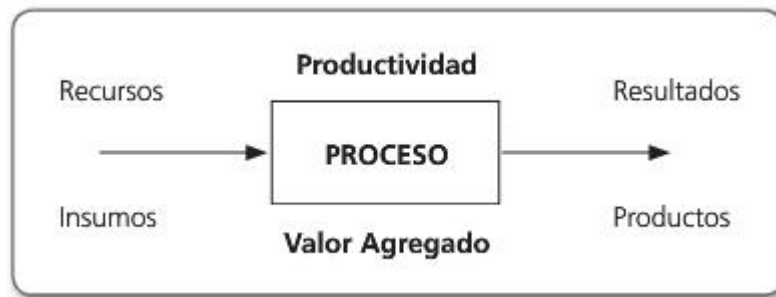 Productividad
Recursos
Resultados
PROCESO
Insumos
Productos
Valor Agregado